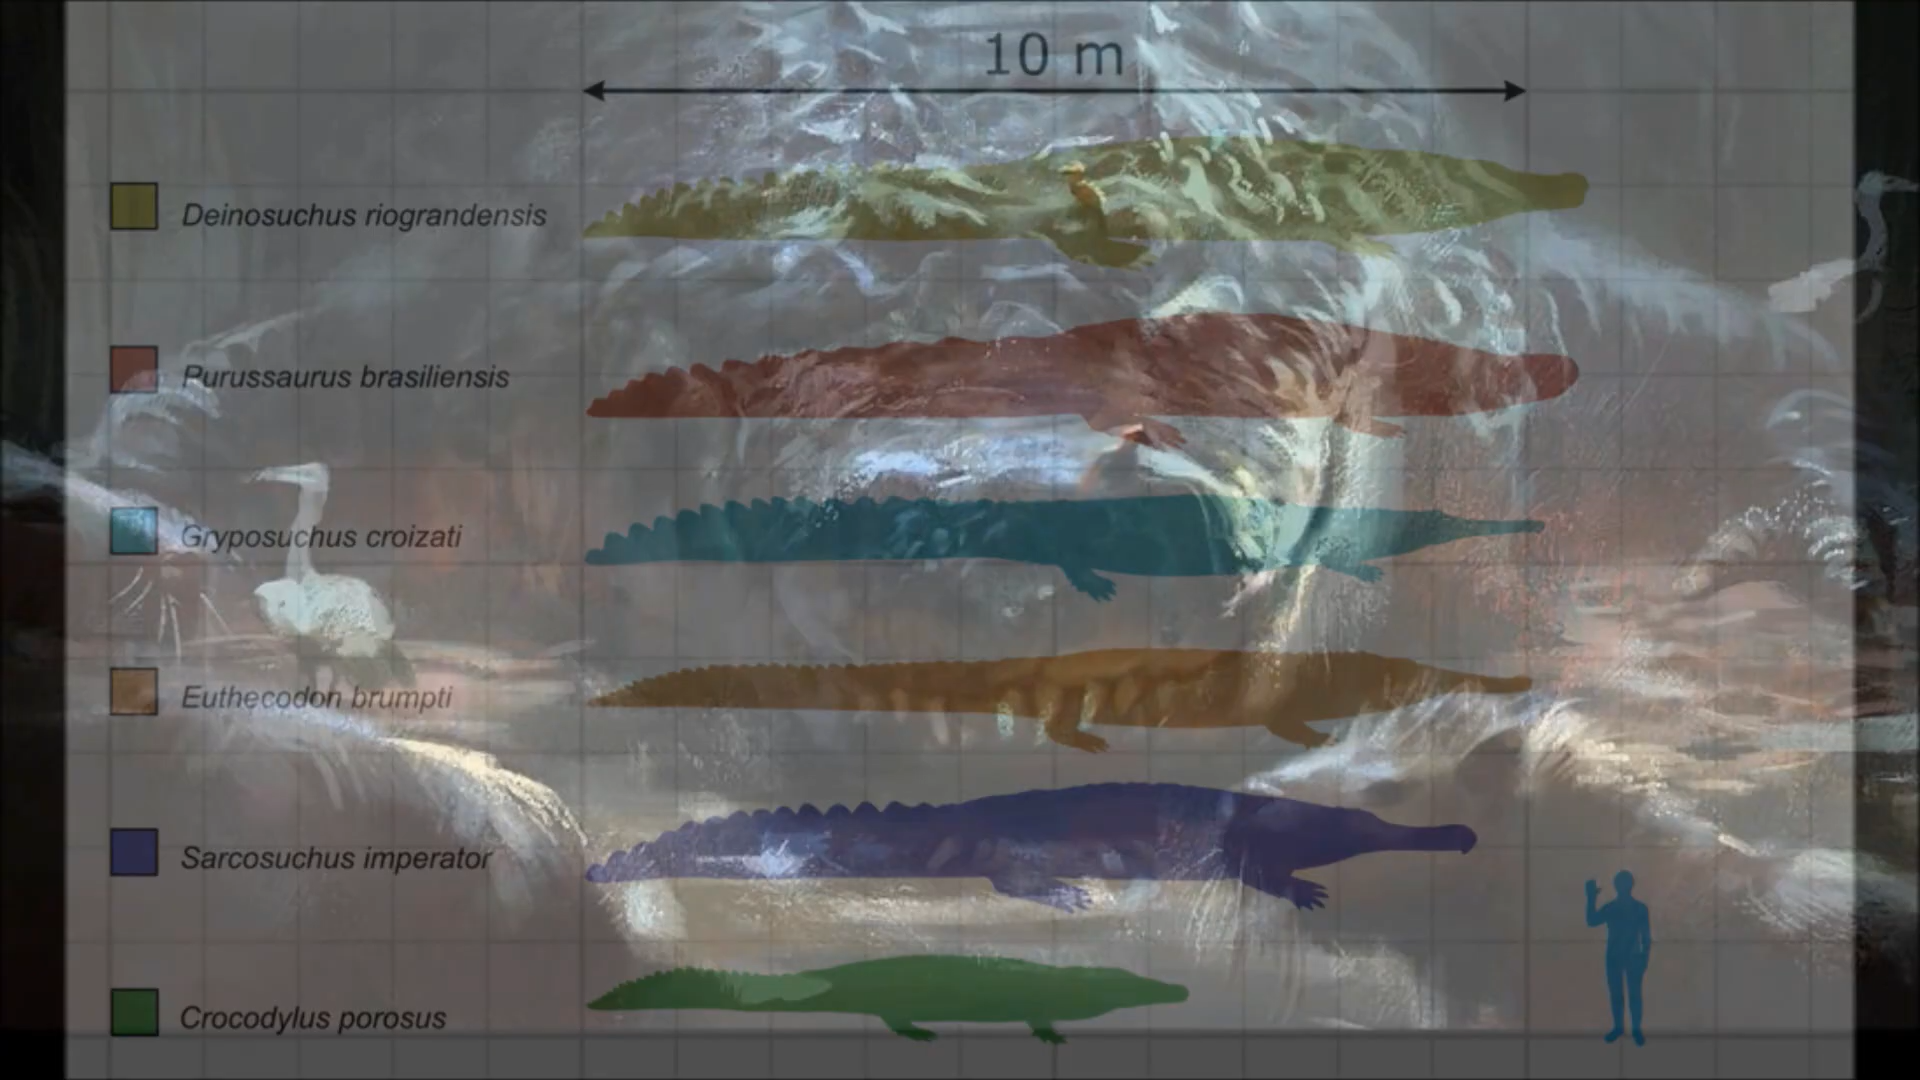 10 m
Deinosuchus riograndensis
Purussaurus brasiliensis
Gryposuchus croizati
Euthecodon brumpti
Sarcosuchus imperator
Crocodylus porosus